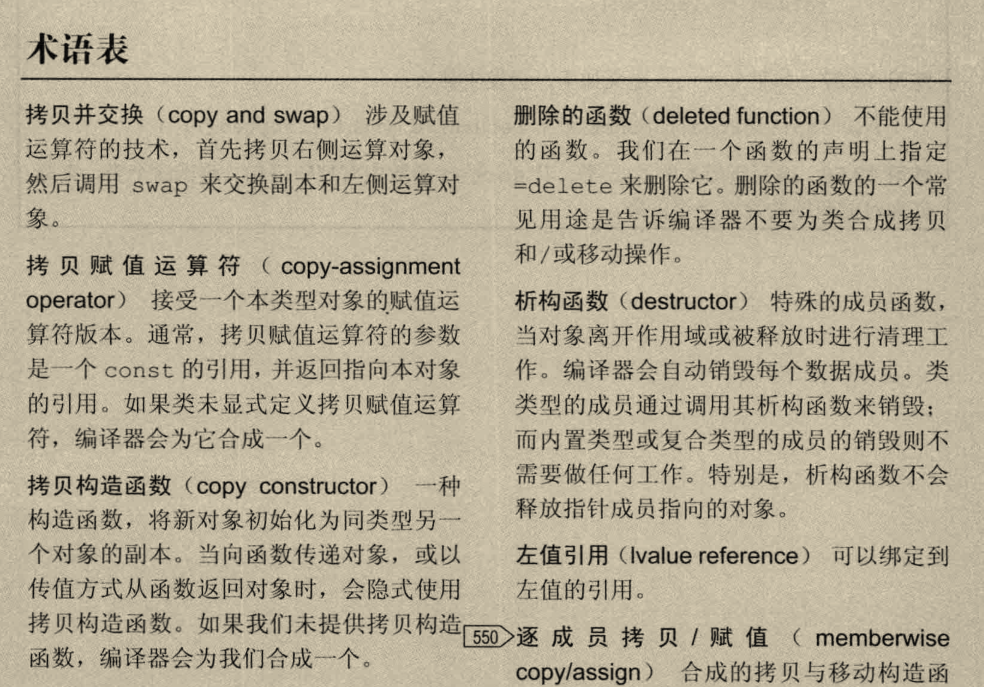 术语表
拷贝并交换（copy and swap） 涉及赋值
运算符的技术，首先拷贝右侧运算对象，
然后调用 swap 来交换副本和左侧运算对
象。
拷贝赋值运算符（copy-assignment
operator） 接受一个本类型对象的赋值运
算符版本。通常，拷贝赋值运算符的参数
是一个 const 的引用，并返回指向本对象
的引用。如果类未显式定义拷贝赋值运算
符，编译器会为它合成一个。
拷贝构造函数（copy constructor） 一种
构造函数，将新对象初始化为同类型另一
个对象的副本。当向函数传递对象，或以
传值方式从函数返回对象时，会隐式使用
拷贝构造函数。如果我们未提供拷贝构造
函数，编译器会为我们合成一个。
删除的函数（deleted function） 不能使用
的函数。我们在一个函数的声明上指定
=delete 来删除它。删除的函数的一个常
见用途是告诉编译器不要为类合成拷贝
和/或移动操作。
析构函数（destructor） 特殊的成员函数，
当对象离开作用域或被释放时进行清理工
作。编译器会自动销毁每个数据成员。类
类型的成员通过调用其析构函数来销毁；
而内置类型或复合类型的成员的销毁则不
需要做任何工作。特别是，析构函数不会
释放指针成员指向的对象。
左值引用（lvalue reference） 可以绑定到
左值的引用。
550
逐成员拷贝/赋值（memberwise
copy/assign） 合成的拷贝与移动构造函